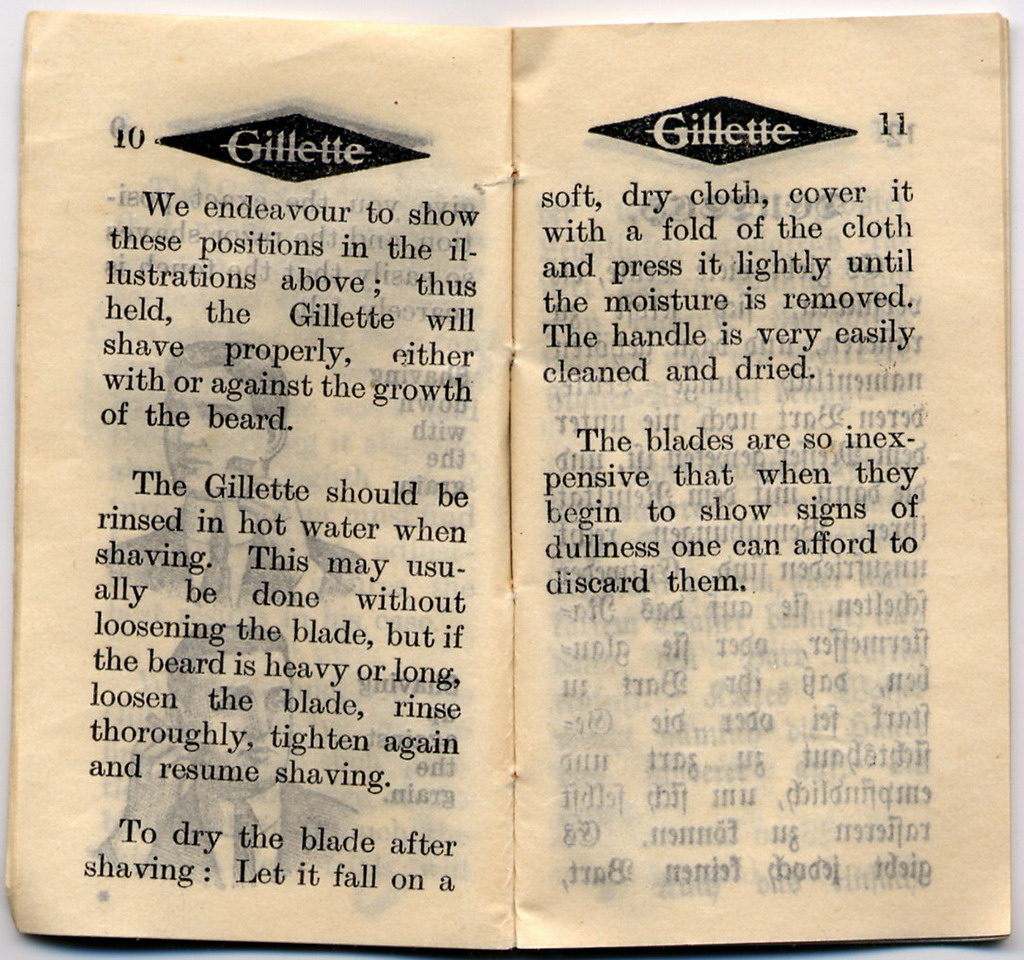 10 Gillette
We endeavour to show
these positions in the il-
lustrations above; thus
held, the Gillette will
shave properly, either
with or against the growth
of the beard.
The Gillette should be
rinsed in hot water when
shaving. This may usu-
ally be done without
loosening the blade, but if
the beard is heavy or long,
loosen the blade, rinse
thoroughly, tighten again
and resume shaving.
To dry the blade after
shaving: Let it fall on a
Gillette 11
soft, dry cloth, cover it
with a fold of the cloth
and press it lightly until
the moisture is removed.
The handle is very easily
cleaned and dried.
The blades are so inex-
pensive that when they
begin to show signs of
dullness one can afford to
discard them.